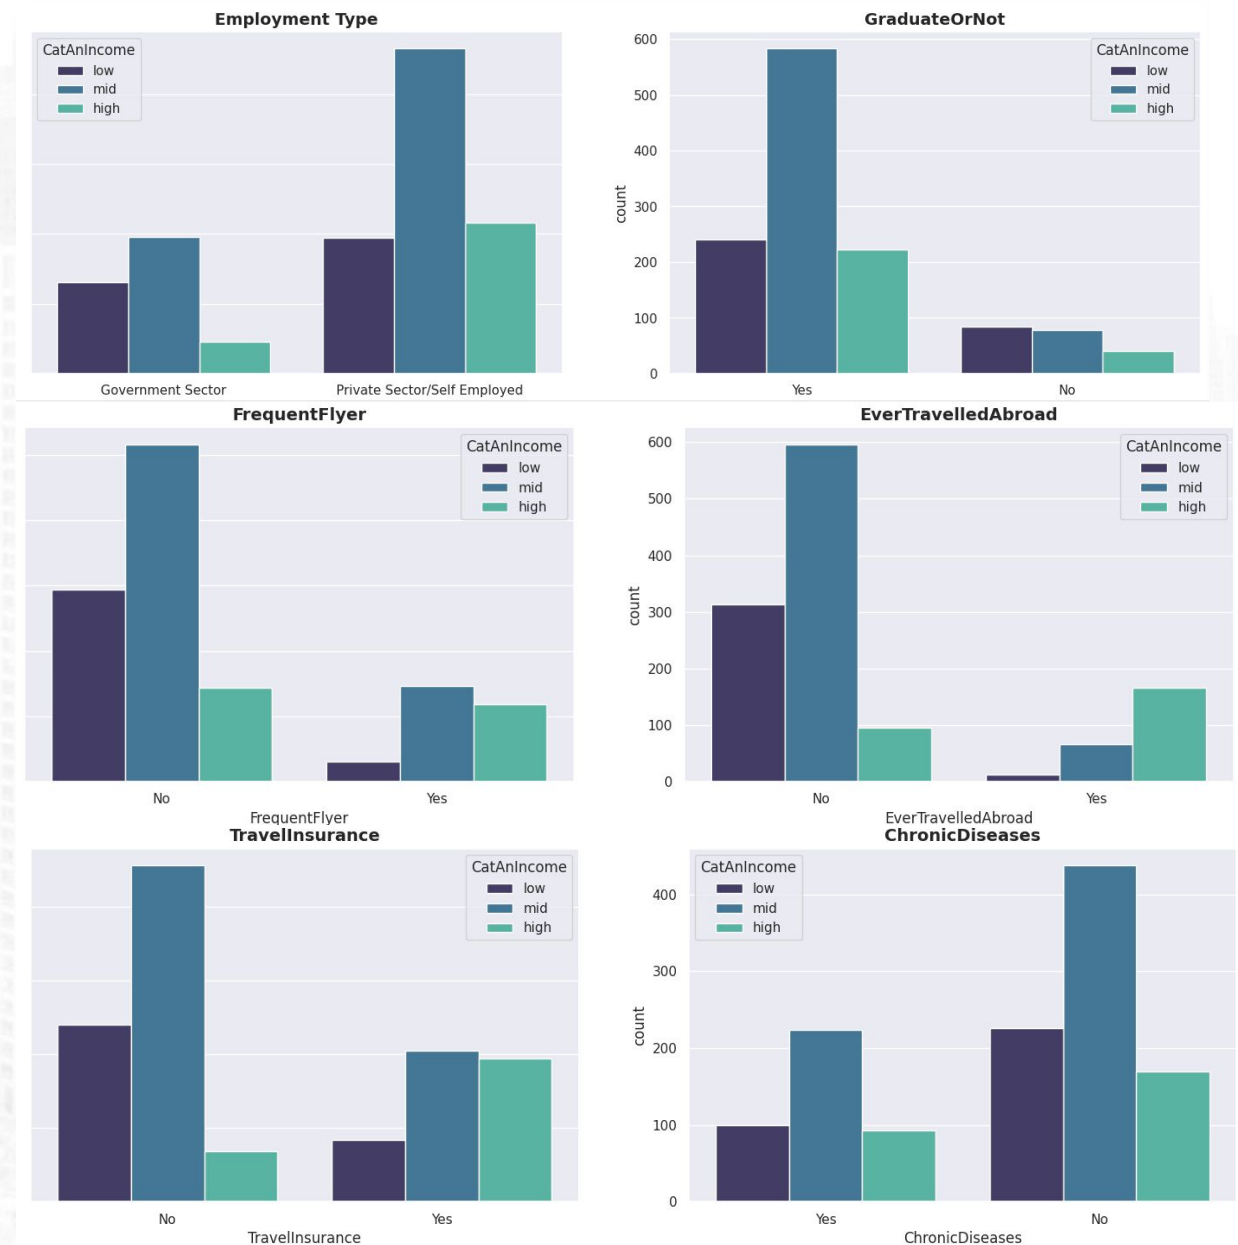 Employment Type
CatAnIncome
low
mid
high
Government Sector
Private Sector/Self Employed
GraduateOrNot
CatAnIncome
low
mid
high
count
600
500
400
300
200
100
0
Yes
No
FrequentFlyer
CatAnIncome
low
mid
high
No
Yes
FrequentFlyer
EverTravelledAbroad
CatAnIncome
low
mid
high
count
600
500
400
300
200
100
0
No
Yes
EverTravelledAbroad
TravelInsurance
CatAnIncome
low
mid
high
No
Yes
TravelInsurance
ChronicDiseases
CatAnIncome
low
mid
high
count
400
300
200
100
0
Yes
No
ChronicDiseases